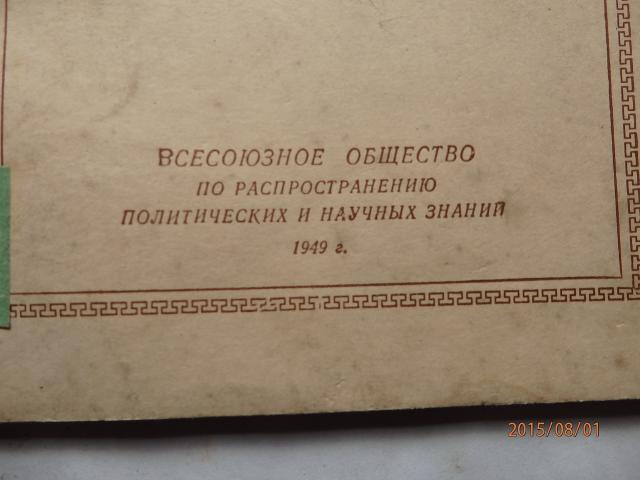 ВСЕСОЮЗНОЕ ОБЩЕСТВО
ПО РАСПРОСТРАНЕНИЮ
ПОЛИТИЧЕСКИХ И НАУЧНЫХ ЗНАНИЙ
1949 г.
2015/08/01